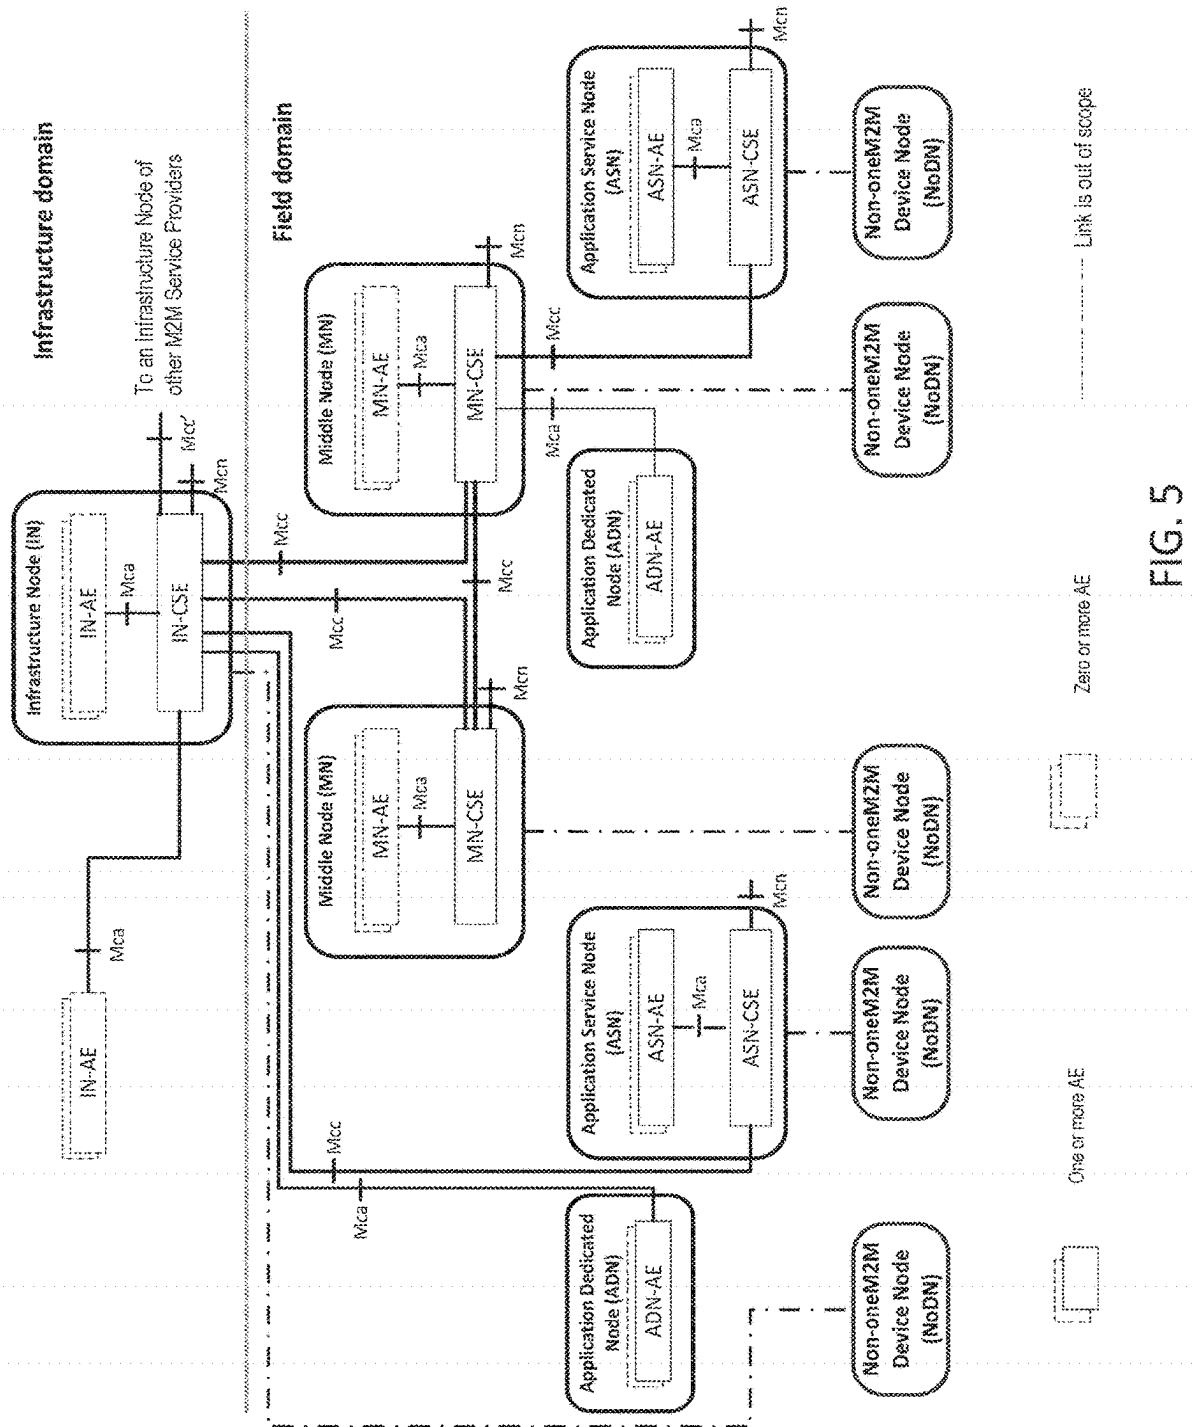 Infrastructure domain
To an Infrastructure Node of
other M2M Service Providers
Infrastructure Node (IN)
IN-AE
Mca
IN-CSE
Mcc'
Mcn
IN-AE
Mca
Field domain
Mcc
Mcc
Mcc
Mca
Middle Node (MN)
MN-AE
Mca
MN-CSE
Mcn
Mcc
Middle Node (MN)
MN-AE
Mca
MN-CSE
Mcn
Mca
Mcc
Application Dedicated
Node (ADN)
ADN-AE
Application Service Node
(ASN)
ASN-AE
Mca
ASN-CSE
Mcn
Application Dedicated
Node (ADN)
ADN-AE
Application Service Node
(ASN)
ASN-AE
Mca
ASN-CSE
Mcn
Non-oneM2M
Device Node
(NoDN)
Non-oneM2M
Device Node
(NoDN)
Non-oneM2M
Device Node
(NoDN)
Non-oneM2M
Device Node
(NoDN)
Non-oneM2M
Device Node
(NoDN)
One or more AE
Zero or more AE
Link is out of scope
FIG. 5